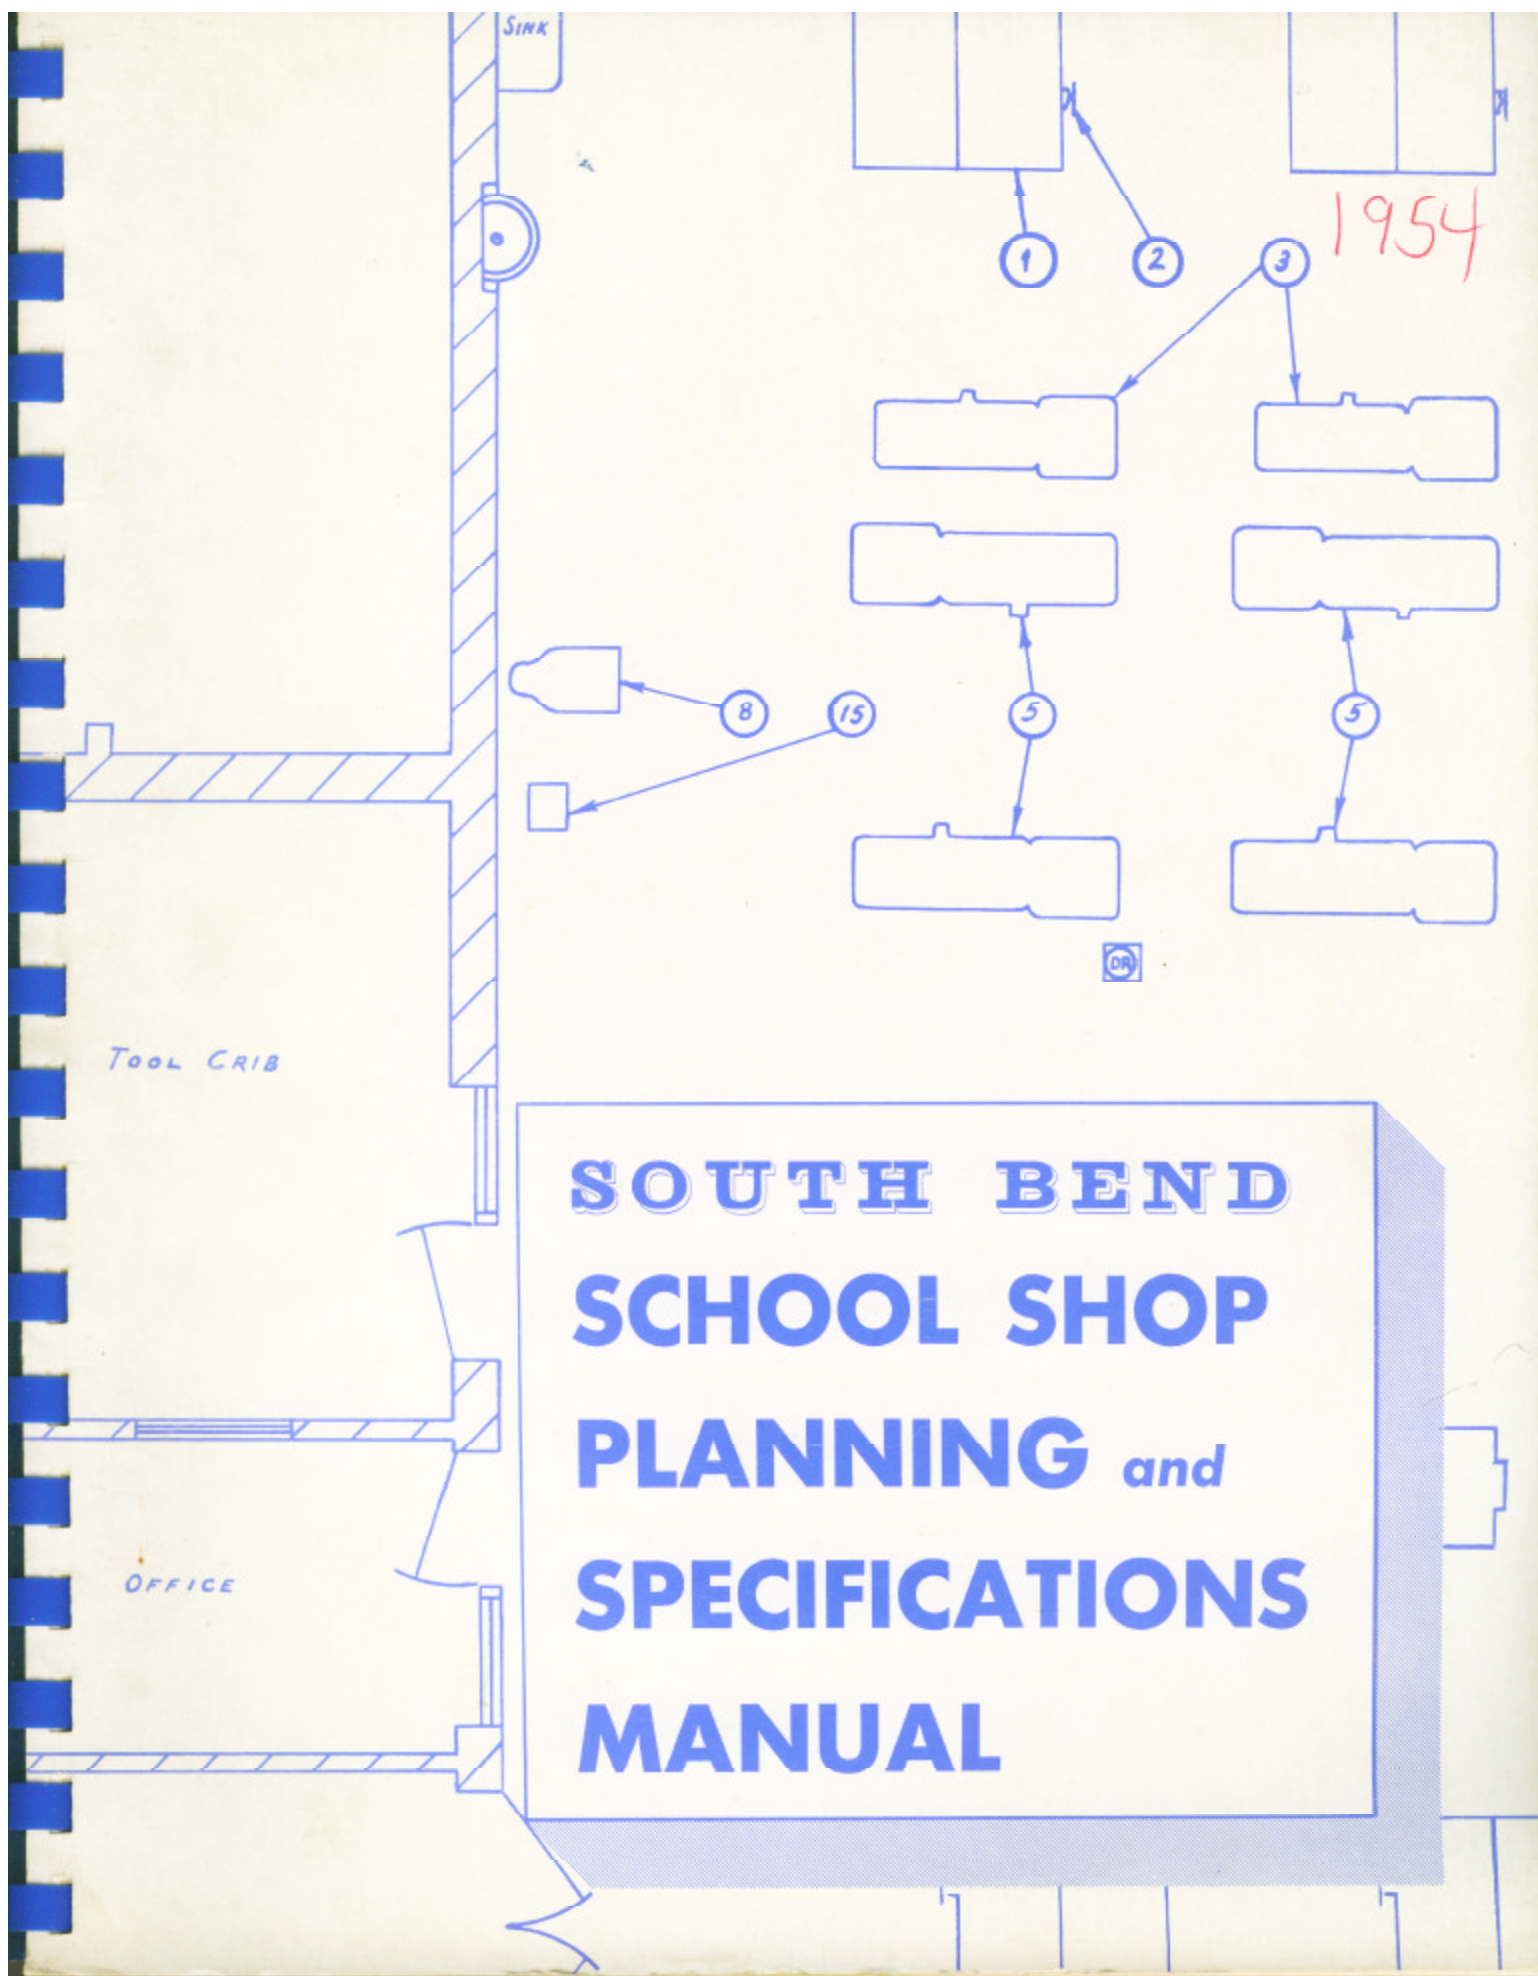 SINK
1954
1 2 3
8 15 5 5
DR
TOOL CRIB
SOUTH BEND
SCHOOL SHOP
PLANNING and
SPECIFICATIONS
MANUAL
OFFICE